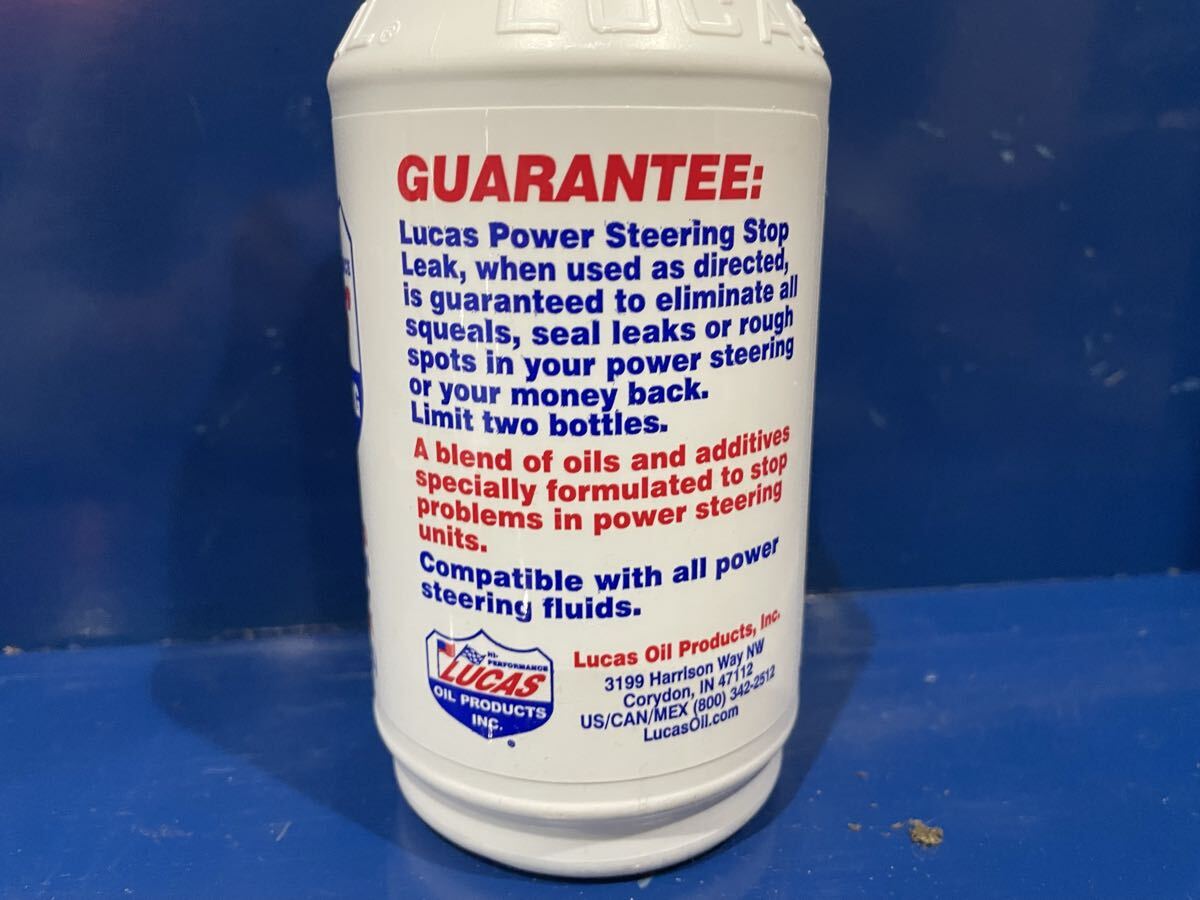 LUCAS
GUARANTEE:
Lucas Power Steering Stop
Leak, when used as directed,
is guaranteed to eliminate all
squeals, seal leaks or rough
spots in your power steering
or your money back.
Limit two bottles.
A blend of oils and additives
specially formulated to stop
problems in power steering
units.
Compatible with all power
steering fluids.
HI-
PERFORMANCE
LUCAS
OIL PRODUCTS
INC.
®
Lucas Oil Products, Inc.
3199 Harrison Way NW
Corydon, IN 47112
US/CAN/MEX (800) 342-2512
LucasOil.com